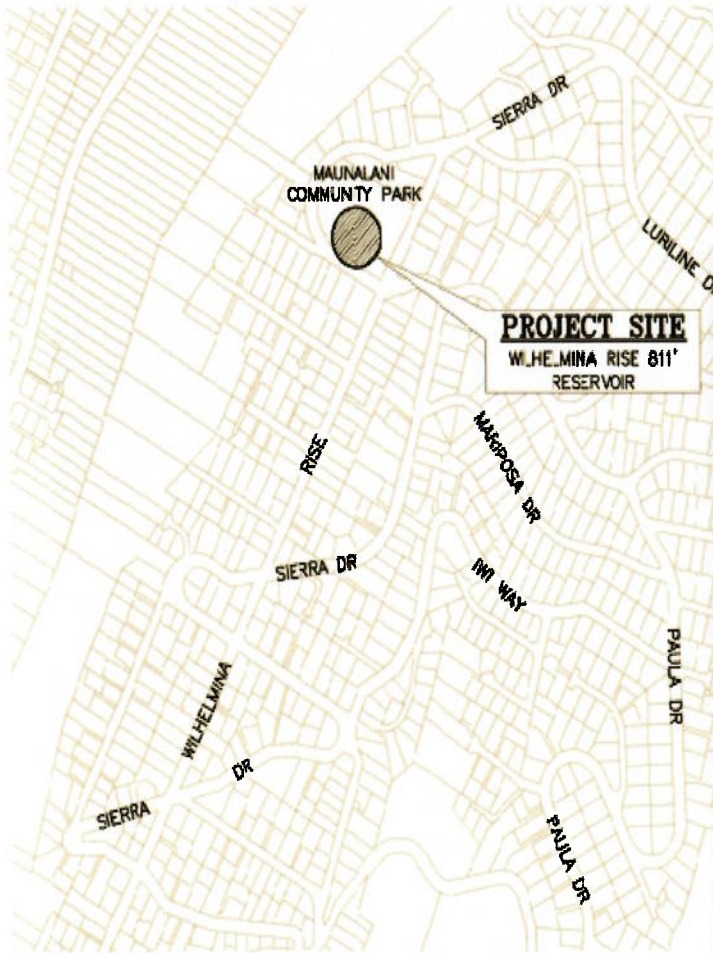 SIERRA DR
MAUNALANI
COMMUNITY PARK
LURILINE D
PROJECT SITE
WILHELMINA RISE 811'
RESERVOIR
MARIPOSA DR
RISE
SIERRA DR
IWI WAY
PAULA DR
WILHELMINA
DR
SIERRA
PAULA DR